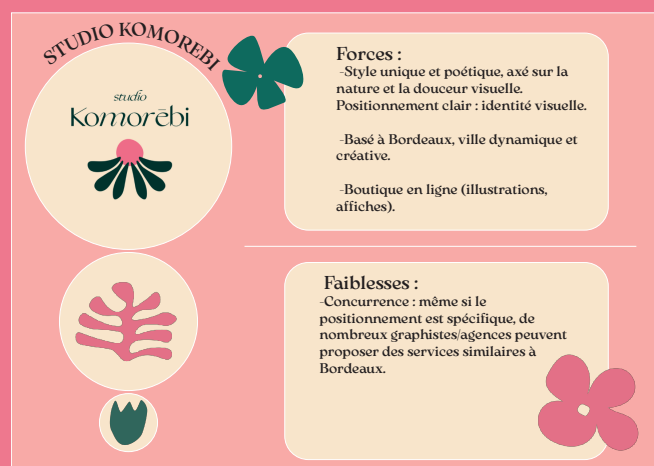 STUDIO KOMOREBI
studio
Komorēbi
Forces :
-Style unique et poétique, axé sur la
nature et la douceur visuelle.
Positionnement clair : identité visuelle.
-Basé à Bordeaux, ville dynamique et
créative.
-Boutique en ligne (illustrations,
affiches).
Faiblesses :
-Concurrence : même si le
positionnement est spécifique, de
nombreux graphistes/agences peuvent
proposer des services similaires à
Bordeaux.